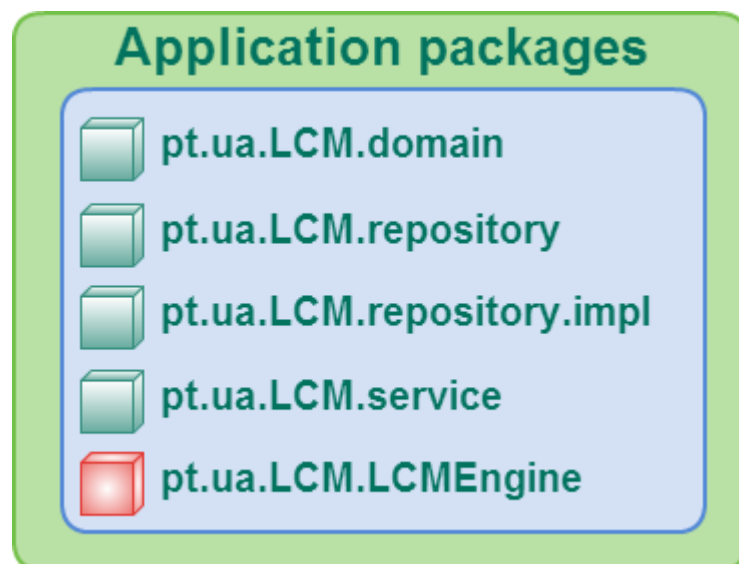 Application packages
pt.ua.LCM.domain
pt.ua.LCM.repository
pt.ua.LCM.repository.impl
pt.ua.LCM.service
pt.ua.LCM.LCMEngine